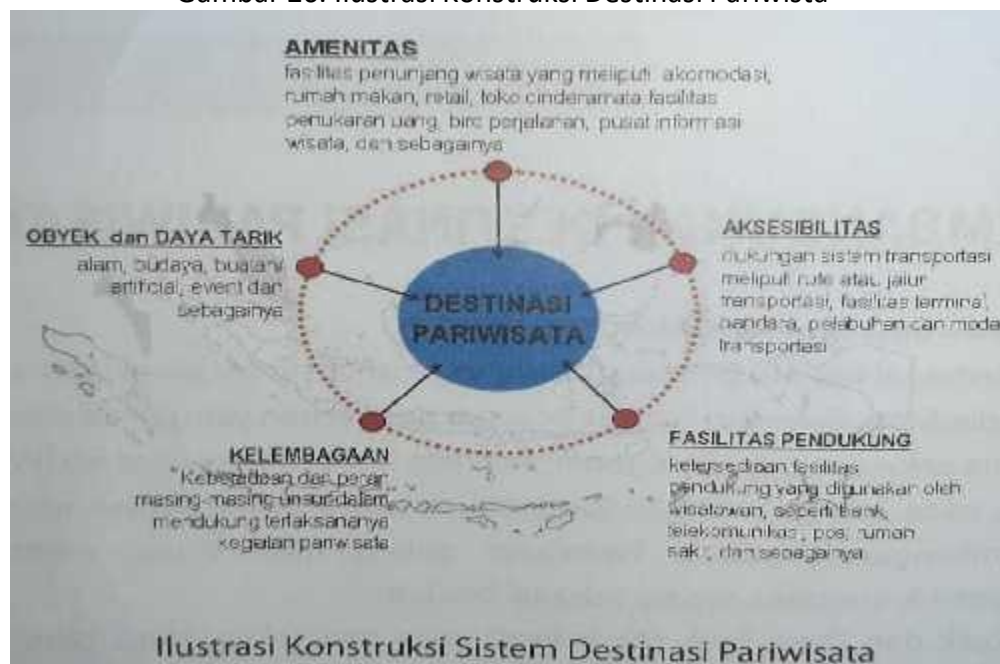 Gambar 10. Ilustrasi Konstruksi Destinasi Pariwisata
AMENITAS
fasilitas penunjang wisata yang meliputi akomodasi,
rumah makan, retail, toko cinderamata fasilitas
penukaran uang, biro perjalanan, pusat informasi
wisata, dan sebagainya
OBYEK dan DAYA TARIK
alam, budaya, buatan/
artificial, event dan
sebagainya
DESTINASI
PARIWISATA
AKSESIBILITAS
dukungan sistem transportasi
meliputi rute atau jalur
transportasi, fasilitas terminal,
bandara, pelabuhan dan moda
transportasi
KELEMBAGAAN
Keberadaan dan peran
masing-masing unsur dalam
mendukung terlaksananya
kegiatan pariwisata
FASILITAS PENDUKUNG
ketersediaan fasilitas
pendukung yang digunakan oleh
wisatawan, seperti bank,
telekomunikasi, pos, rumah
sakit, dan sebagainya
Ilustrasi Konstruksi Sistem Destinasi Pariwisata